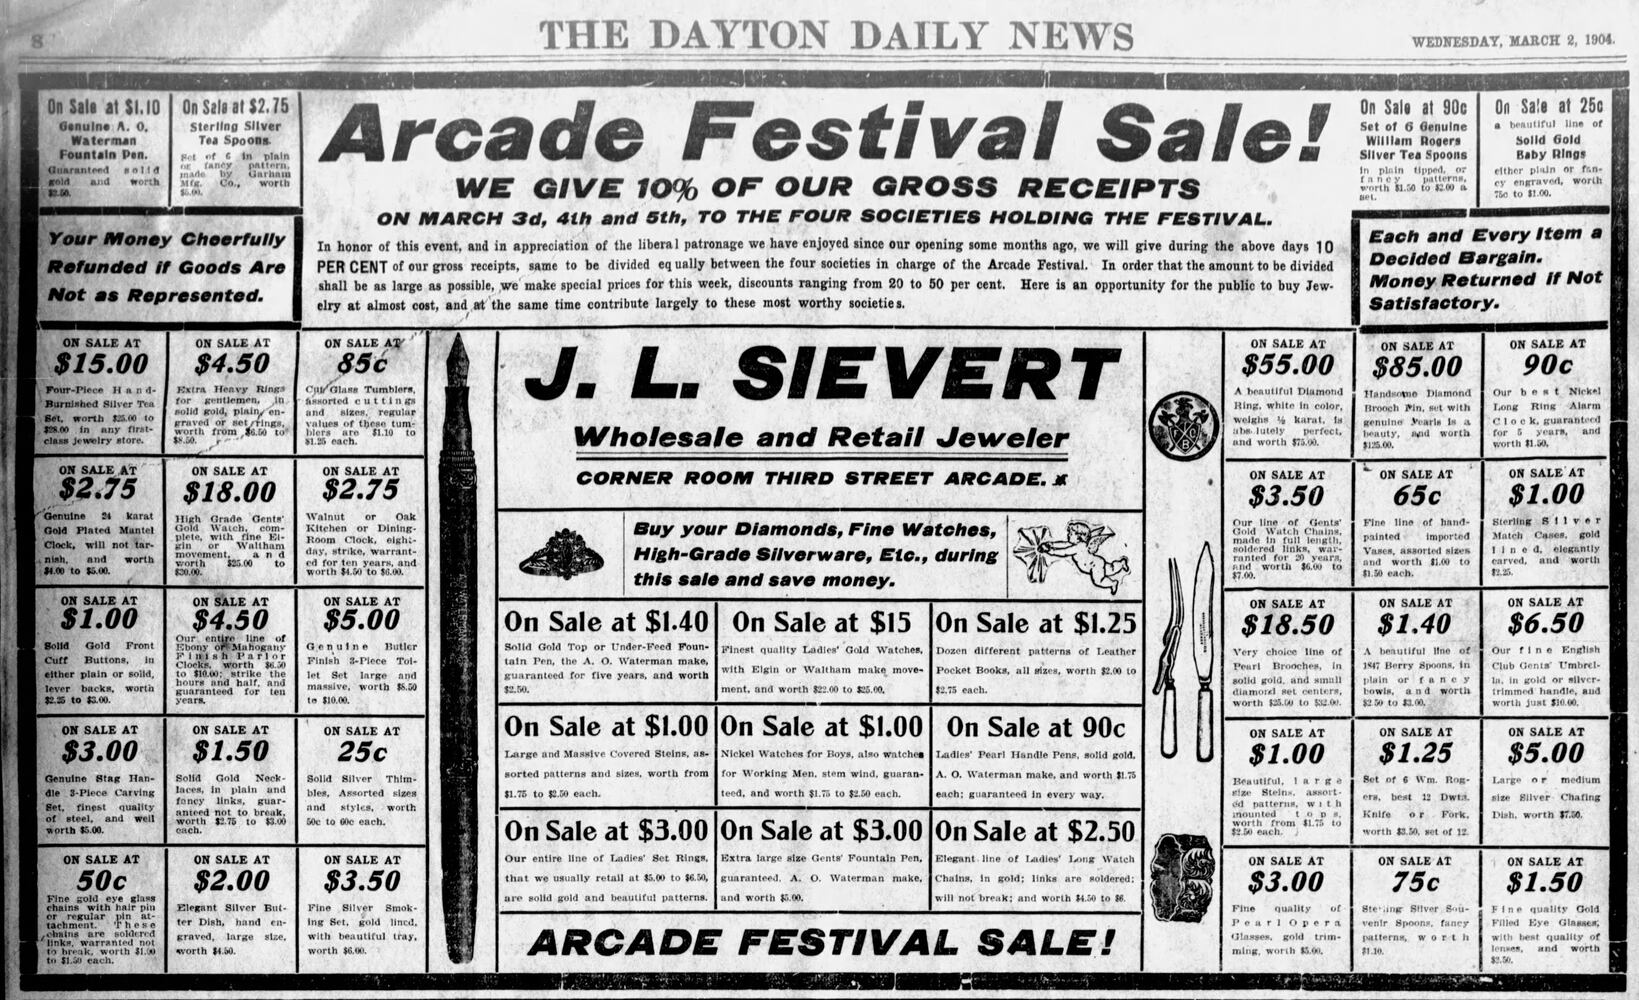 8
THE DAYTON DAILY NEWS
WEDNESDAY, MARCH 2, 1904.
On Sale at $1.10
Genuine A. O.
Waterman
Fountain Pen.
Guaranteed solid
gold and worth
$2.50.
On Sale at $2.75
Sterling Silver
Tea Spoons.
Set of 6 in plain
or fancy pattern,
made by Garham
Mfg. Co., worth
$5.00.
Arcade Festival Sale!
WE GIVE 10% OF OUR GROSS RECEIPTS
ON MARCH 3d, 4th and 5th, TO THE FOUR SOCIETIES HOLDING THE FESTIVAL.
In honor of this event, and in appreciation of the liberal patronage we have enjoyed since our opening some months ago, we will give during the above days 10
PER CENT of our gross receipts, same to be divided equally between the four societies in charge of the Arcade Festival. In order that the amount to be divided
shall be as large as possible, we make special prices for this week, discounts ranging from 20 to 50 per cent. Here is an opportunity for the public to buy Jew-
elry at almost cost, and at the same time contribute largely to these most worthy societies.
On Sale at 90c
Set of 6 Genuine
William Rogers
Silver Tea Spoons
In plain tipped, or
fancy patterns,
worth $1.50 to $2.00 a
set.
On Sale at 25c
a beautiful line of
Solid Gold
Baby Rings
either plain or fan-
cy engraved, worth
75c to $1.00.
Your Money Cheerfully
Refunded if Goods Are
Not as Represented.
Each and Every Item a
Decided Bargain.
Money Returned if Not
Satisfactory.
ON SALE AT
$15.00
Four-Piece Hand-
Burnished Silver Tea
Set, worth $25.00 to
$28.00 in any first-
class jewelry store.
ON SALE AT
$4.50
Extra Heavy Rings
for gentlemen, in
solid gold, plain, en-
graved or set rings,
worth from $6.50 to
$8.50.
ON SALE AT
85c
Cut Glass Tumblers,
assorted cuttings
and sizes, regular
values of these tum-
blers are $1.10 to
$1.25 each.
ON SALE AT
$2.75
Genuine 24 karat
Gold Plated Mantel
Clock, will not tar-
nish, and worth
$4.00 to $5.00.
ON SALE AT
$18.00
High Grade Gents'
Gold Watch, com-
plete, with fine El-
gin or Waltham
movement, and
worth $25.00 to
$30.00.
ON SALE AT
$2.75
Walnut or Oak
Kitchen or Dining-
Room Clock, eight-
day, strike, warrant-
ed for ten years, and
worth $4.50 to $6.00.
ON SALE AT
$1.00
Solid Gold Front
Cuff Buttons, in
either plain or solid,
lever backs, worth
$2.25 to $3.00.
ON SALE AT
$4.50
Our entire line of
Ebony or Mahogany
Finish Parlor
Clocks, worth $6.50
to $10.00; strike the
hours and half, and
guaranteed for ten
years.
ON SALE AT
$5.00
Genuine Butler
Finish 3-Piece Toi-
let Set large and
massive, worth $8.50
to $10.00.
ON SALE AT
$3.00
Genuine Stag Han-
dle 3-Piece Carving
Set, finest quality
of steel, and well
worth $5.00.
ON SALE AT
$1.50
Solid Gold Neck-
laces, in plain and
fancy links, guar-
anteed not to break,
worth $2.75 to $3.00
each.
ON SALE AT
25c
Solid Silver Thim-
bles, Assorted sizes
and styles, worth
50c to 60c each.
ON SALE AT
50c
Fine gold eye glass
chains with hair pin
or regular pin at-
tachment. These
chains are soldered
links, warranted not
to break, worth $1.00
to $1.50 each.
ON SALE AT
$2.00
Elegant Silver But-
ter Dish, hand en-
graved, large size,
worth $4.50.
ON SALE AT
$3.50
Fine Silver Smok-
ing Set, gold lined,
with beautiful tray,
worth $6.00.
J. L. SIEVERT
Wholesale and Retail Jeweler
CORNER ROOM THIRD STREET ARCADE.
Buy your Diamonds, Fine Watches,
High-Grade Silverware, Etc., during
this sale and save money.
On Sale at $1.40
Solid Gold Top or Under-Feed Foun-
tain Pen, the A. O. Waterman make,
guaranteed for five years, and worth
$2.50.
On Sale at $15
Finest quality Ladies' Gold Watches,
with Elgin or Waltham make move-
ment, and worth $22.00 to $25.00.
On Sale at $1.25
Dozen different patterns of Leather
Pocket Books, all sizes, worth $2.00 to
$2.75 each.
On Sale at $1.00
Large and Massive Covered Steins, as-
sorted patterns and sizes, worth from
$1.75 to $2.50 each.
On Sale at $1.00
Nickel Watches for Boys, also watches
for Working Men, stem wind, guaran-
teed, and worth $1.75 to $2.50 each.
On Sale at 90c
Ladies' Pearl Handle Pens, solid gold,
A. O. Waterman make, and worth $1.75
each; guaranteed in every way.
On Sale at $3.00
Our entire line of Ladies' Set Rings,
that we usually retail at $5.00 to $6.50,
are solid gold and beautiful patterns.
On Sale at $3.00
Extra large size Gents' Fountain Pen,
guaranteed, A. O. Waterman make,
and worth $5.00.
On Sale at $2.50
Elegant line of Ladies' Long Watch
Chains, in gold; links are soldered;
will not break; and worth $4.50 to $6.
ARCADE FESTIVAL SALE!
ON SALE AT
$55.00
A beautiful Diamond
Ring, white in color,
weighs ½ karat, is
absolutely perfect,
and worth $75.00.
ON SALE AT
$85.00
Handsome Diamond
Brooch Pin, set with
genuine Pearls is a
beauty, and worth
$125.00.
ON SALE AT
90c
Our best Nickel
Long Ring Alarm
Clock, guaranteed
for 5 years, and
worth $1.50.
ON SALE AT
$3.50
Our line of Gents'
Gold Watch Chains,
made in full length,
soldered links, war-
ranted for 20 years,
and worth $6.00 to
$7.00.
ON SALE AT
65c
Fine line of hand-
painted imported
Vases, assorted sizes
and worth $1.00 to
$1.50 each.
ON SALE AT
$1.00
Sterling Silver
Match Cases, gold
lined, elegantly
carved, and worth
$2.25.
ON SALE AT
$18.50
Very choice line of
Pearl Brooches, in
solid gold, and small
diamond set centers,
worth $25.00 to $32.00.
ON SALE AT
$1.40
A beautiful line of
1847 Berry Spoons, in
plain or fancy
bowls, and worth
$2.50 to $3.00.
ON SALE AT
$6.50
Our fine English
Club Gents' Umbrel-
la, in gold or silver-
trimmed handle, and
worth just $10.00.
ON SALE AT
$1.00
Beautiful, large
size Steins, assort-
ed patterns, with
mounted tops,
worth from $1.75 to
$2.50 each.
ON SALE AT
$1.25
Set of 6 Wm. Rog-
ers, best 12 Dwts.
Knife or Fork,
worth $3.50, set of 12.
ON SALE AT
$5.00
Large or medium
size Silver Chafing
Dish, worth $7.50.
ON SALE AT
$3.00
Fine quality of
Pearl Opera
Glasses, gold trim-
ming, worth $5.00.
ON SALE AT
75c
Sterling Silver Sou-
venir Spoons, fancy
patterns, worth
$1.10.
ON SALE AT
$1.50
Fine quality Gold
Filled Eye Glasses,
with best quality of
lenses, and worth
$2.50.